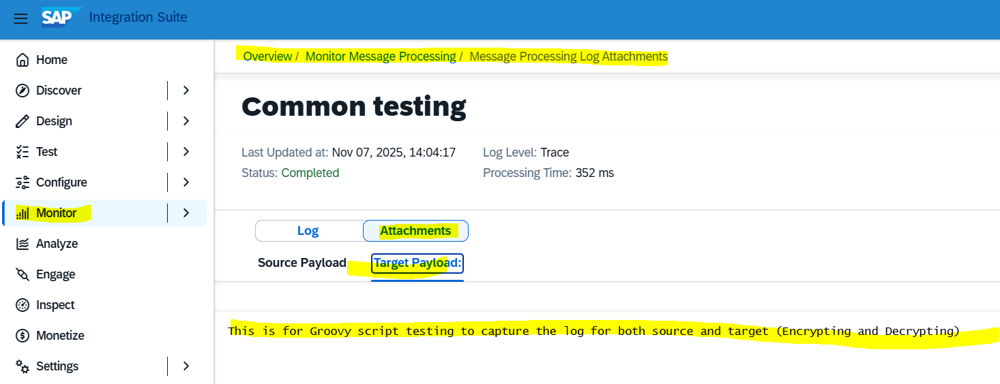 SAP Integration Suite
Home
Discover
Design
Test
Configure
Monitor
Analyze
Engage
Inspect
Monetize
Settings
Overview / Monitor Message Processing / Message Processing Log Attachments
Common testing
Last Updated at: Nov 07, 2025, 14:04:17 Log Level: Trace
Status: Completed Processing Time: 352 ms
Log Attachments
Source Payload Target Payload:
This is for Groovy script testing to capture the log for both source and target (Encrypting and Decrypting)